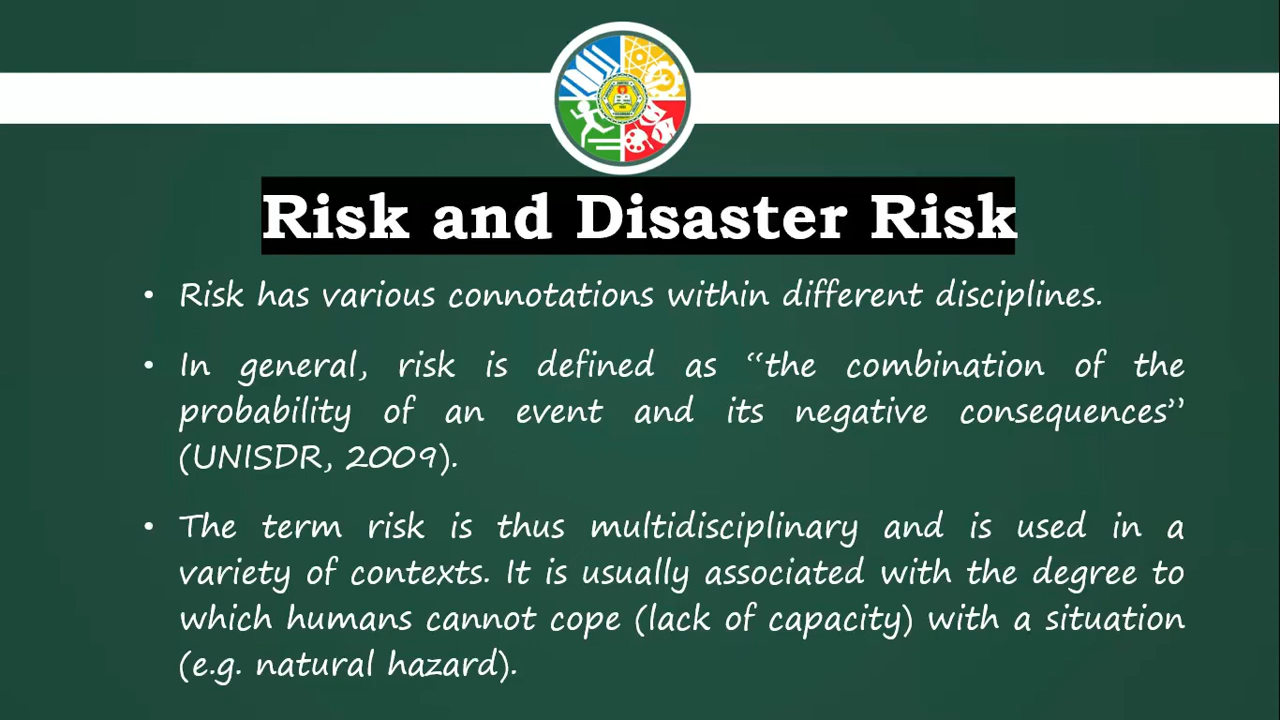 Risk and Disaster Risk
• Risk has various connotations within different disciplines.
• In general, risk is defined as “the combination of the
probability of an event and its negative consequences”
(UNISDR, 2009).
• The term risk is thus multidisciplinary and is used in a
variety of contexts. It is usually associated with the degree to
which humans cannot cope (lack of capacity) with a situation
(e.g. natural hazard).